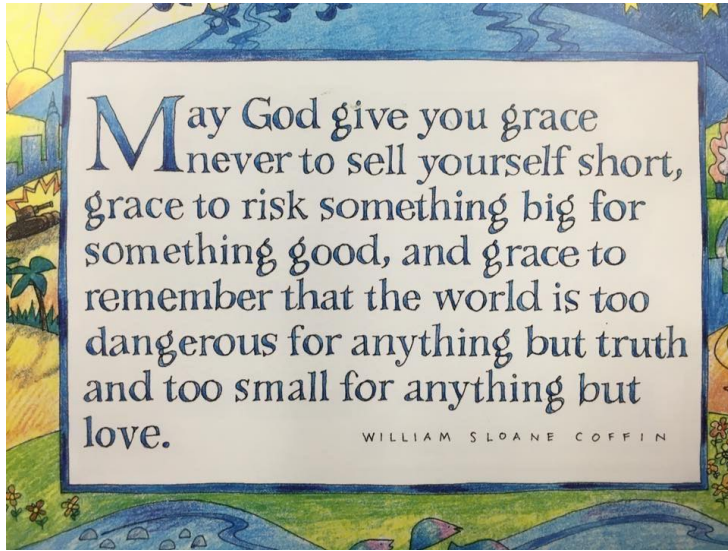 May God give you grace
never to sell yourself short,
grace to risk something big for
something good, and grace to
remember that the world is too
dangerous for anything but truth
and too small for anything but
love.
WILLIAM SLOANE COFFIN